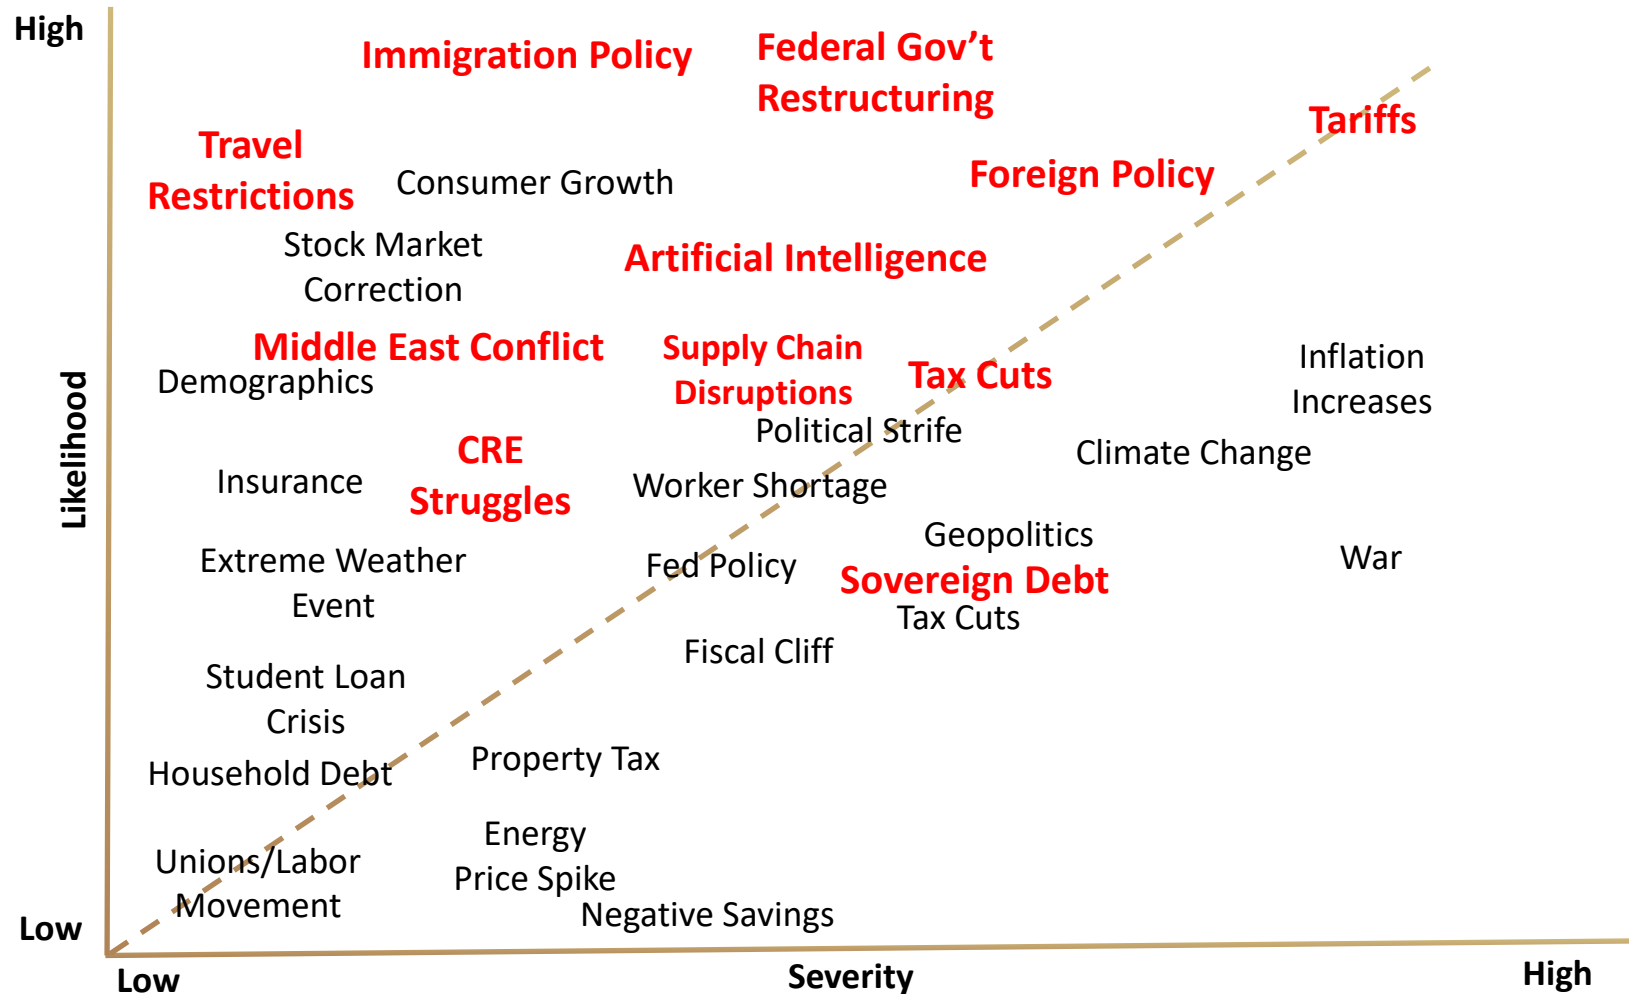 High
Immigration Policy
Federal Gov’t
Restructuring
Tariffs
Travel
Restrictions
Consumer Growth
Foreign Policy
Stock Market
Correction
Artificial Intelligence
Middle East Conflict
Supply Chain
Disruptions
Tax Cuts
Inflation
Increases
Demographics
Political Strife
Climate Change
Likelihood
CRE
Struggles
Insurance
Worker Shortage
Geopolitics
War
Extreme Weather
Event
Fed Policy
Sovereign Debt
Tax Cuts
Fiscal Cliff
Student Loan
Crisis
Household Debt
Property Tax
Energy
Price Spike
Unions/Labor
Movement
Negative Savings
Low
Low
Severity
High